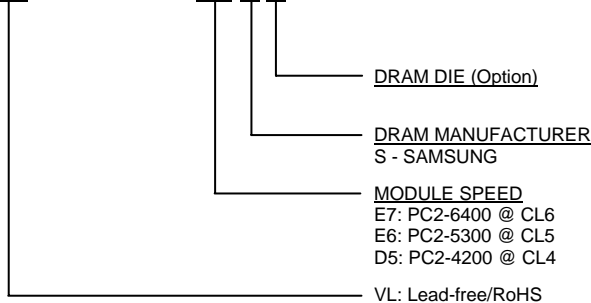 DRAM DIE (Option)
DRAM MANUFACTURER
S - SAMSUNG
MODULE SPEED
E7: PC2-6400 @ CL6
E6: PC2-5300 @ CL5
D5: PC2-4200 @ CL4
VL: Lead-free/RoHS